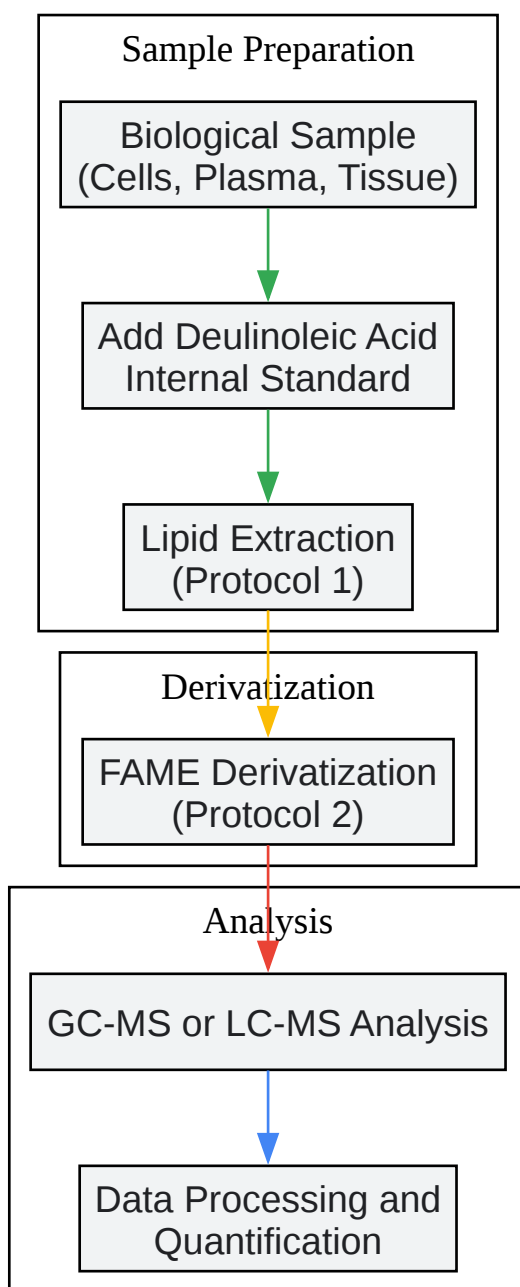 Sample Preparation
Biological Sample
(Cells, Plasma, Tissue)
Add Deulinoleic Acid
Internal Standard
Lipid Extraction
(Protocol 1)
Derivatization
FAME Derivatization
(Protocol 2)
Analysis
GC-MS or LC-MS Analysis
Data Processing and
Quantification